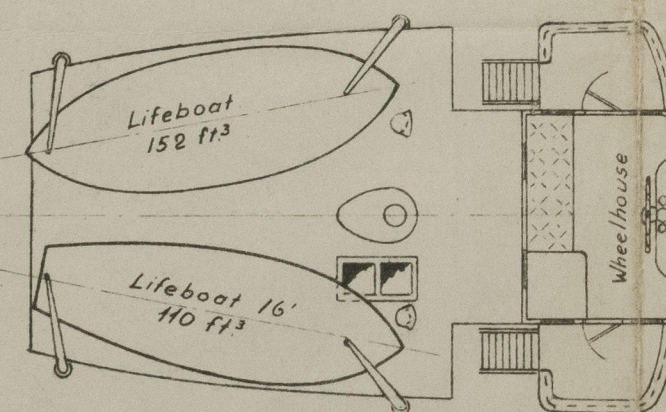 Lifeboat
152 ft.³
Lifeboat 16'
110 ft.³
Wheelhouse